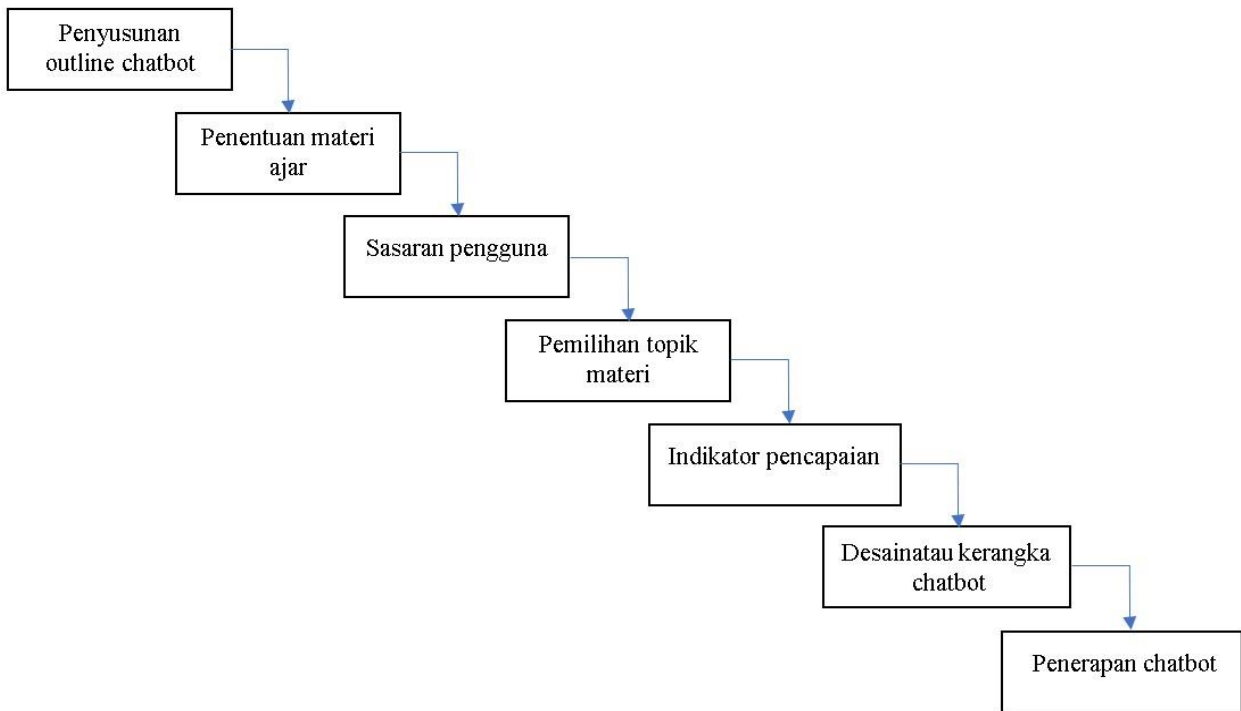 Penyusunan
outline chatbot
Penentuan materi
ajar
Sasaran pengguna
Pemilihan topik
materi
Indikator pencapaian
Desainatau kerangka
chatbot
Penerapan chatbot